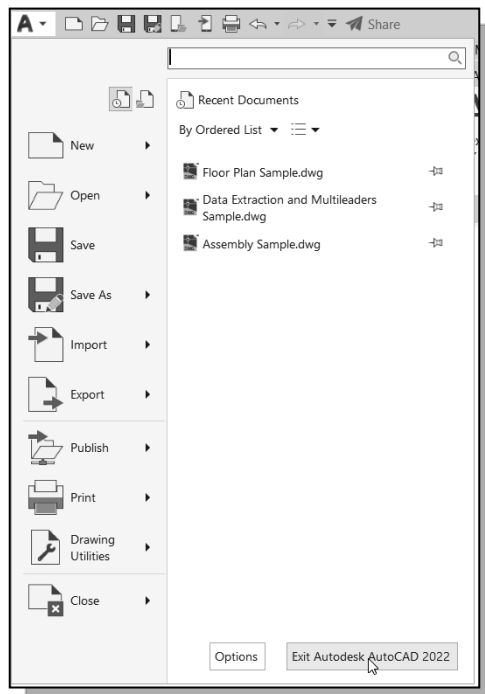 A
Share
Recent Documents
By Ordered List
New
Open
Save
Save As
Import
Export
Publish
Print
Drawing
Utilities
Close
Floor Plan Sample.dwg
Data Extraction and Multileaders
Sample.dwg
Assembly Sample.dwg
Options
Exit Autodesk AutoCAD 2022